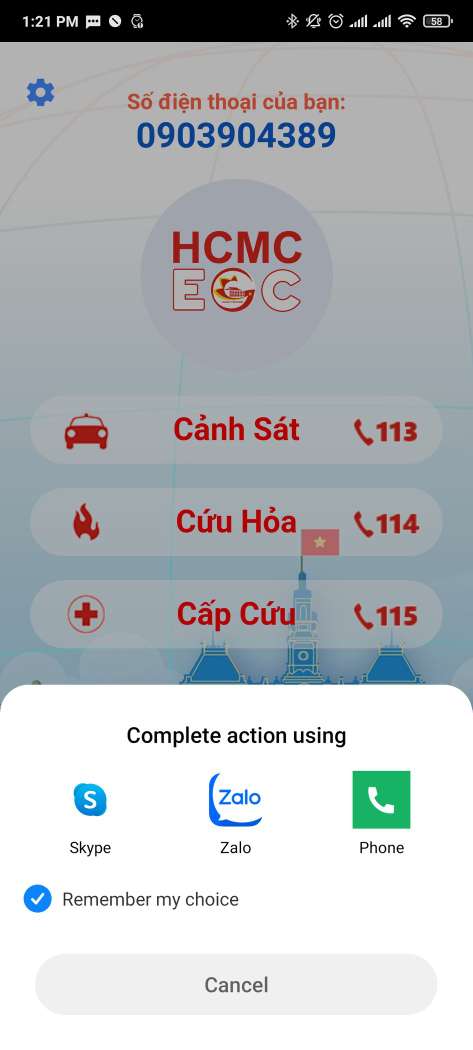 1:21 PM
58
Số điện thoại của bạn:
0903904389
HCMC
EOC
Cảnh Sát 113
Cứu Hỏa 114
Cấp Cứu 115
Complete action using
S
Zalo
Skype Zalo Phone
Remember my choice
Cancel